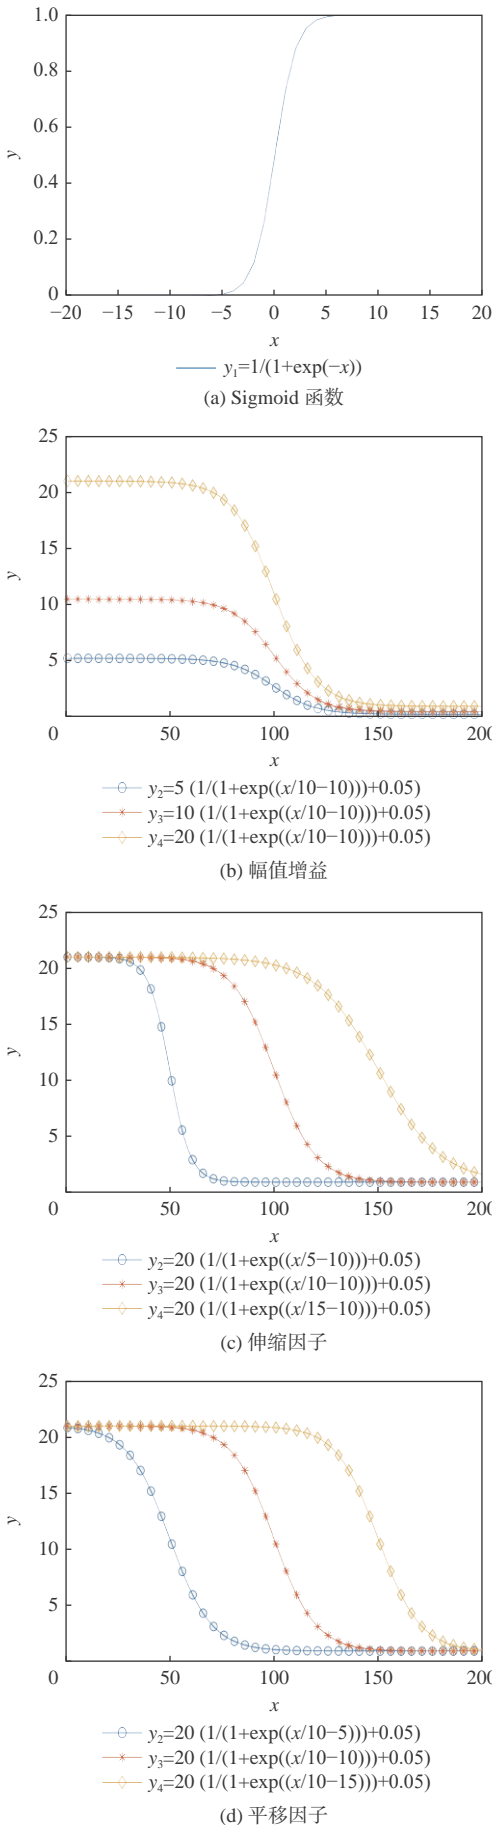 1.0
0.8
0.6
y
0.4
0.2
0
−20 −15 −10 −5 0 5 10 15 20
x
y₁=1/(1+exp(−x))
(a) Sigmoid 函数
25
20
15
y
10
5
0 50 100 150 200
x
y₂=5 (1/(1+exp((x/10−10)))+0.05)
y₃=10 (1/(1+exp((x/10−10)))+0.05)
y₄=20 (1/(1+exp((x/10−10)))+0.05)
(b) 幅值增益
25
20
15
y
10
5
0 50 100 150 200
x
y₂=20 (1/(1+exp((x/5−10)))+0.05)
y₃=20 (1/(1+exp((x/10−10)))+0.05)
y₄=20 (1/(1+exp((x/15−10)))+0.05)
(c) 伸缩因子
25
20
15
y
10
5
0 50 100 150 200
x
y₂=20 (1/(1+exp((x/10−5)))+0.05)
y₃=20 (1/(1+exp((x/10−10)))+0.05)
y₄=20 (1/(1+exp((x/10−15)))+0.05)
(d) 平移因子